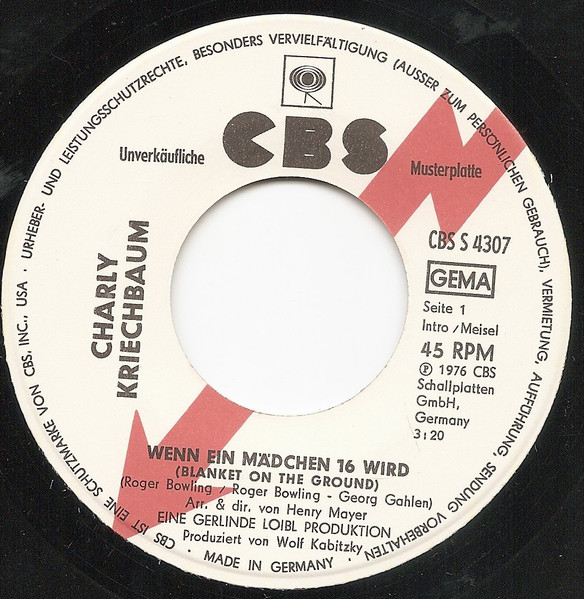 CBS
Unverkäufliche
Musterplatte
CHARLY
KRIECHBAUM
CBS S 4307
GEMA
Seite 1
Intro / Meisel
45 RPM
℗ 1976 CBS
Schallplatten
GmbH,
Germany
3:20
WENN EIN MÄDCHEN 16 WIRD
(BLANKET ON THE GROUND)
(Roger Bowling / Roger Bowling - Georg Gahlen)
Arr. & dir. von Henry Mayer
EINE GERLINDE LOIBL PRODUKTION
Produziert von Wolf Kabitzky
CBS IST EINE SCHUTZMARKE VON CBS, INC., USA · URHEBER- UND LEISTUNGSSCHUTZRECHTE, BESONDERS VERVIELFÄLTIGUNG (AUSSER ZUM PERSÖNLICHEN GEBRAUCH), VERMIETUNG, AUFFÜHRUNG, SENDUNG VORBEHALTEN
· MADE IN GERMANY ·